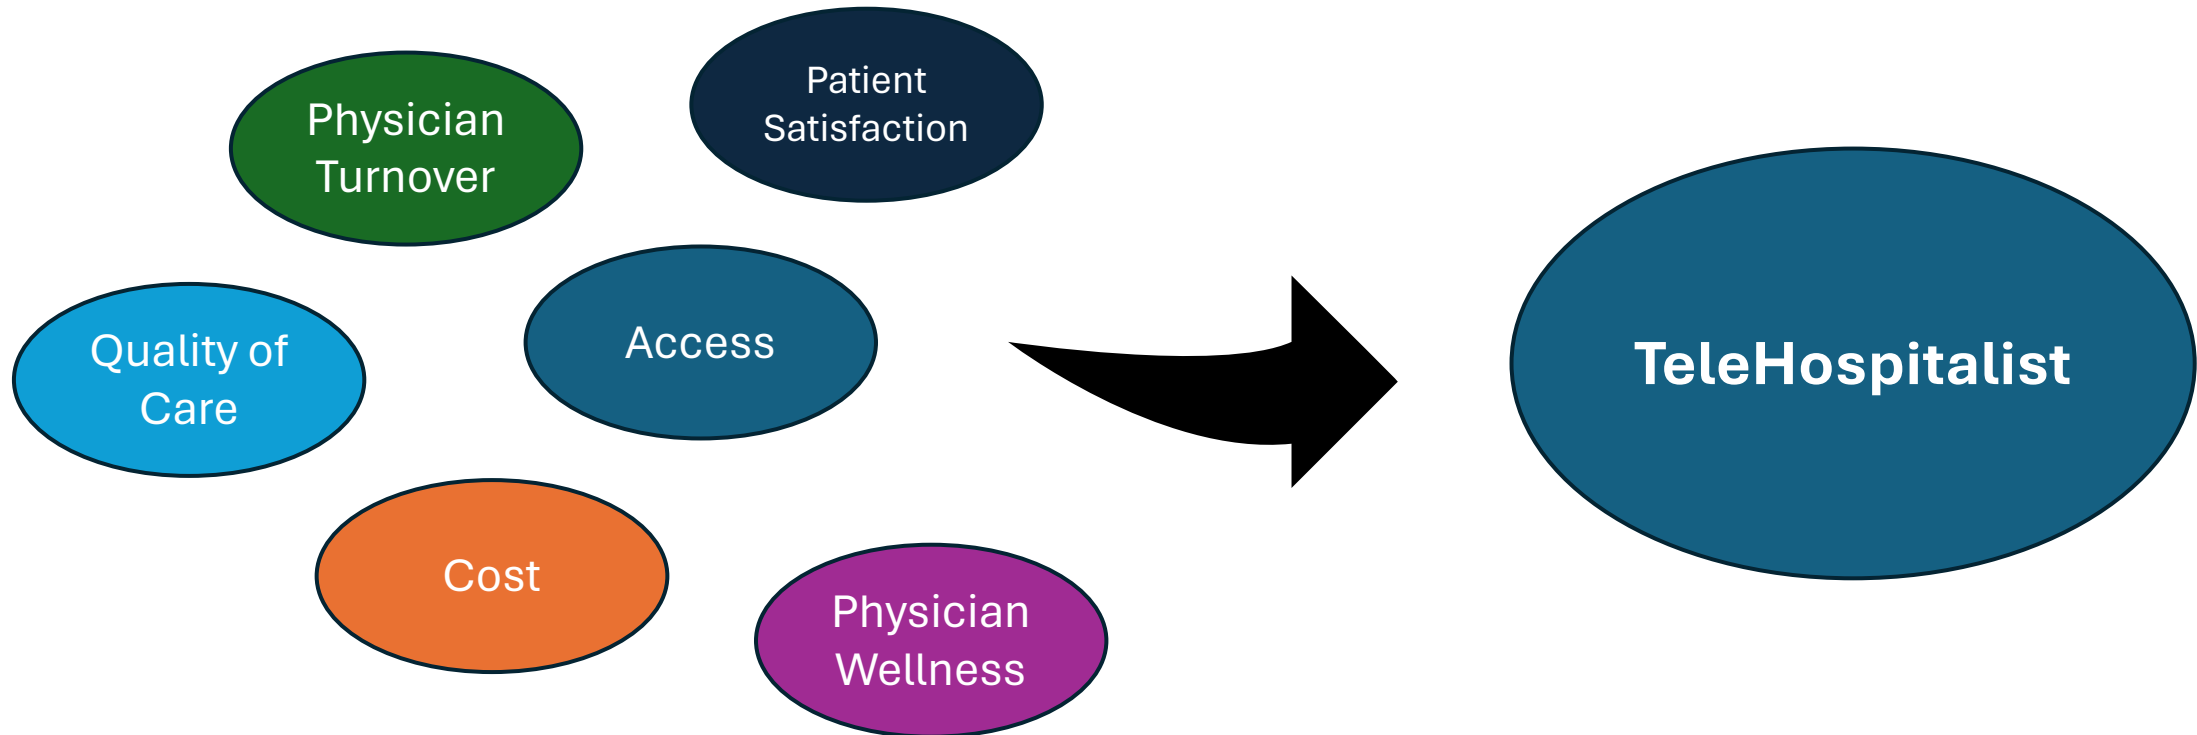 Patient
Satisfaction
Physician
Turnover
Access
Quality of
Care
Cost
Physician
Wellness
TeleHospitalist